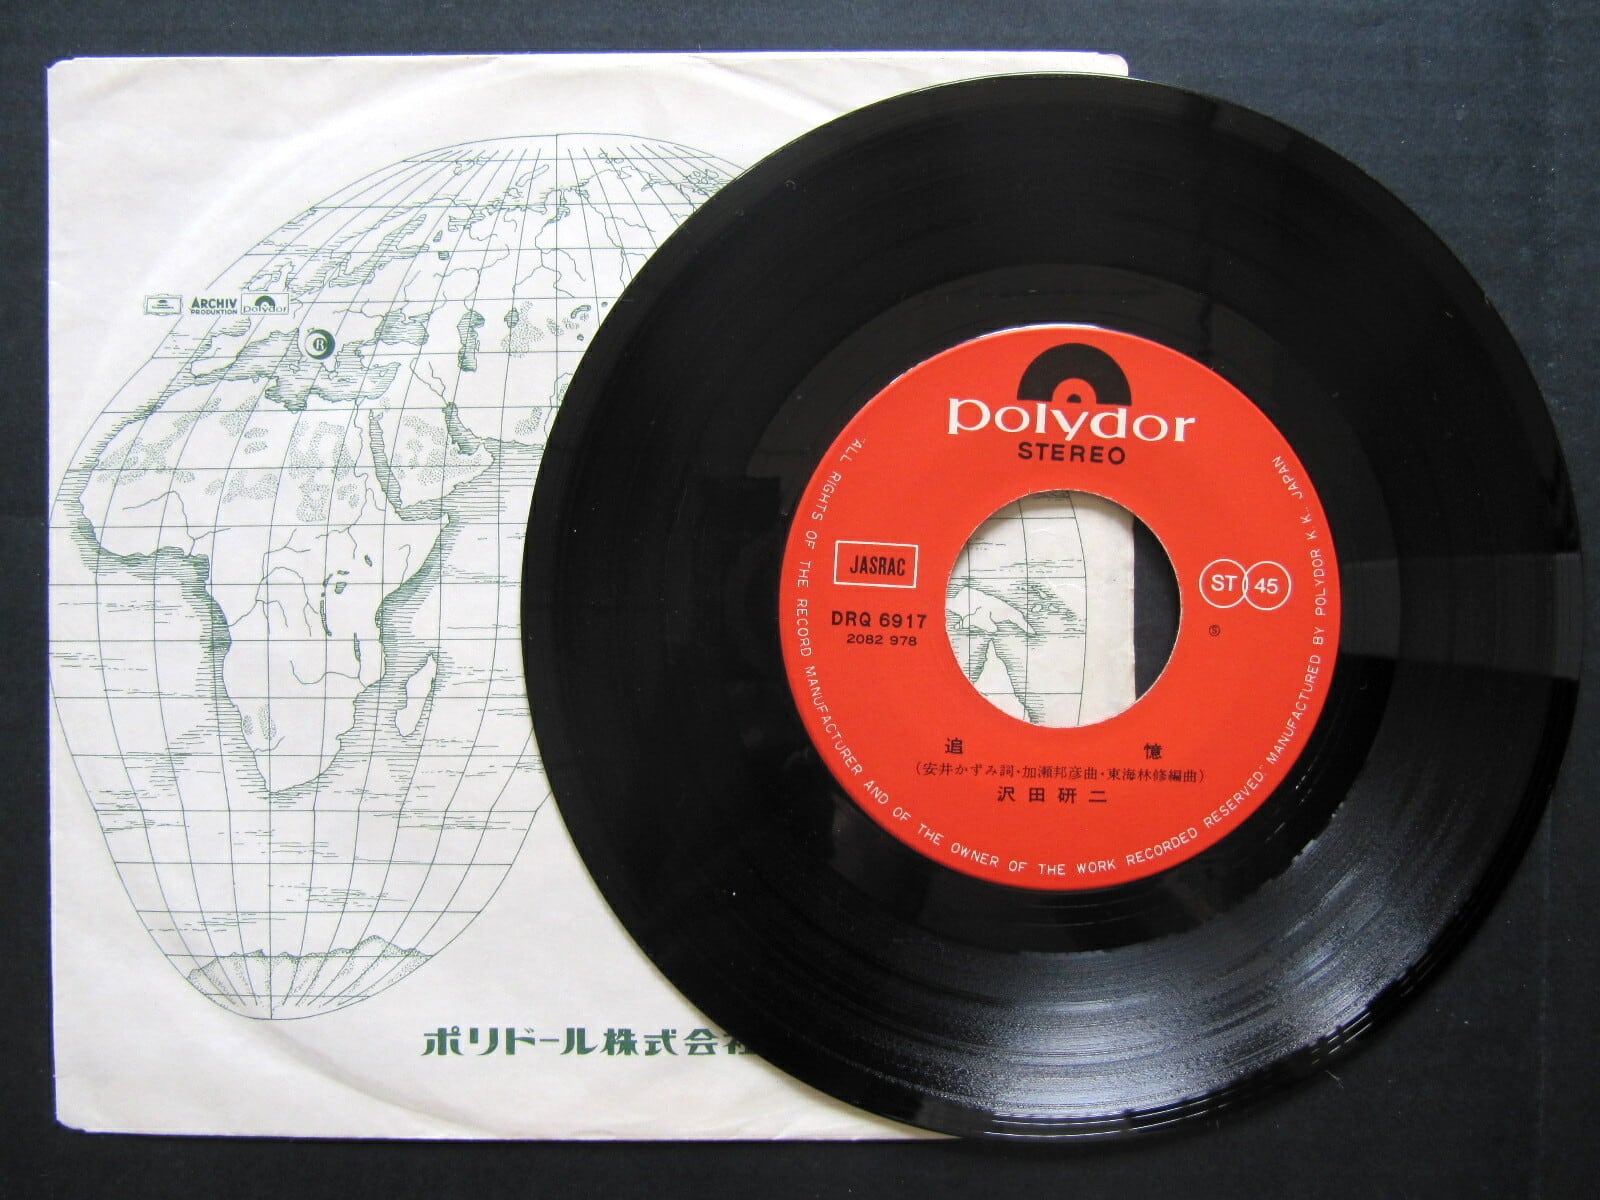 ARCHIV
PRODUKTION
polydor
R
ポリドール株式会社
polydor
STEREO
JASRAC
DRQ 6917
2082 978
ST 45
Ⓢ
追憶
(安井かずみ詞・加瀬邦彦曲・東海林修編曲)
沢田研二
"ALL RIGHTS OF THE RECORD MANUFACTURER AND OF THE OWNER OF THE WORK RECORDED RESERVED." MANUFACTURED BY POLYDOR K.K., JAPAN